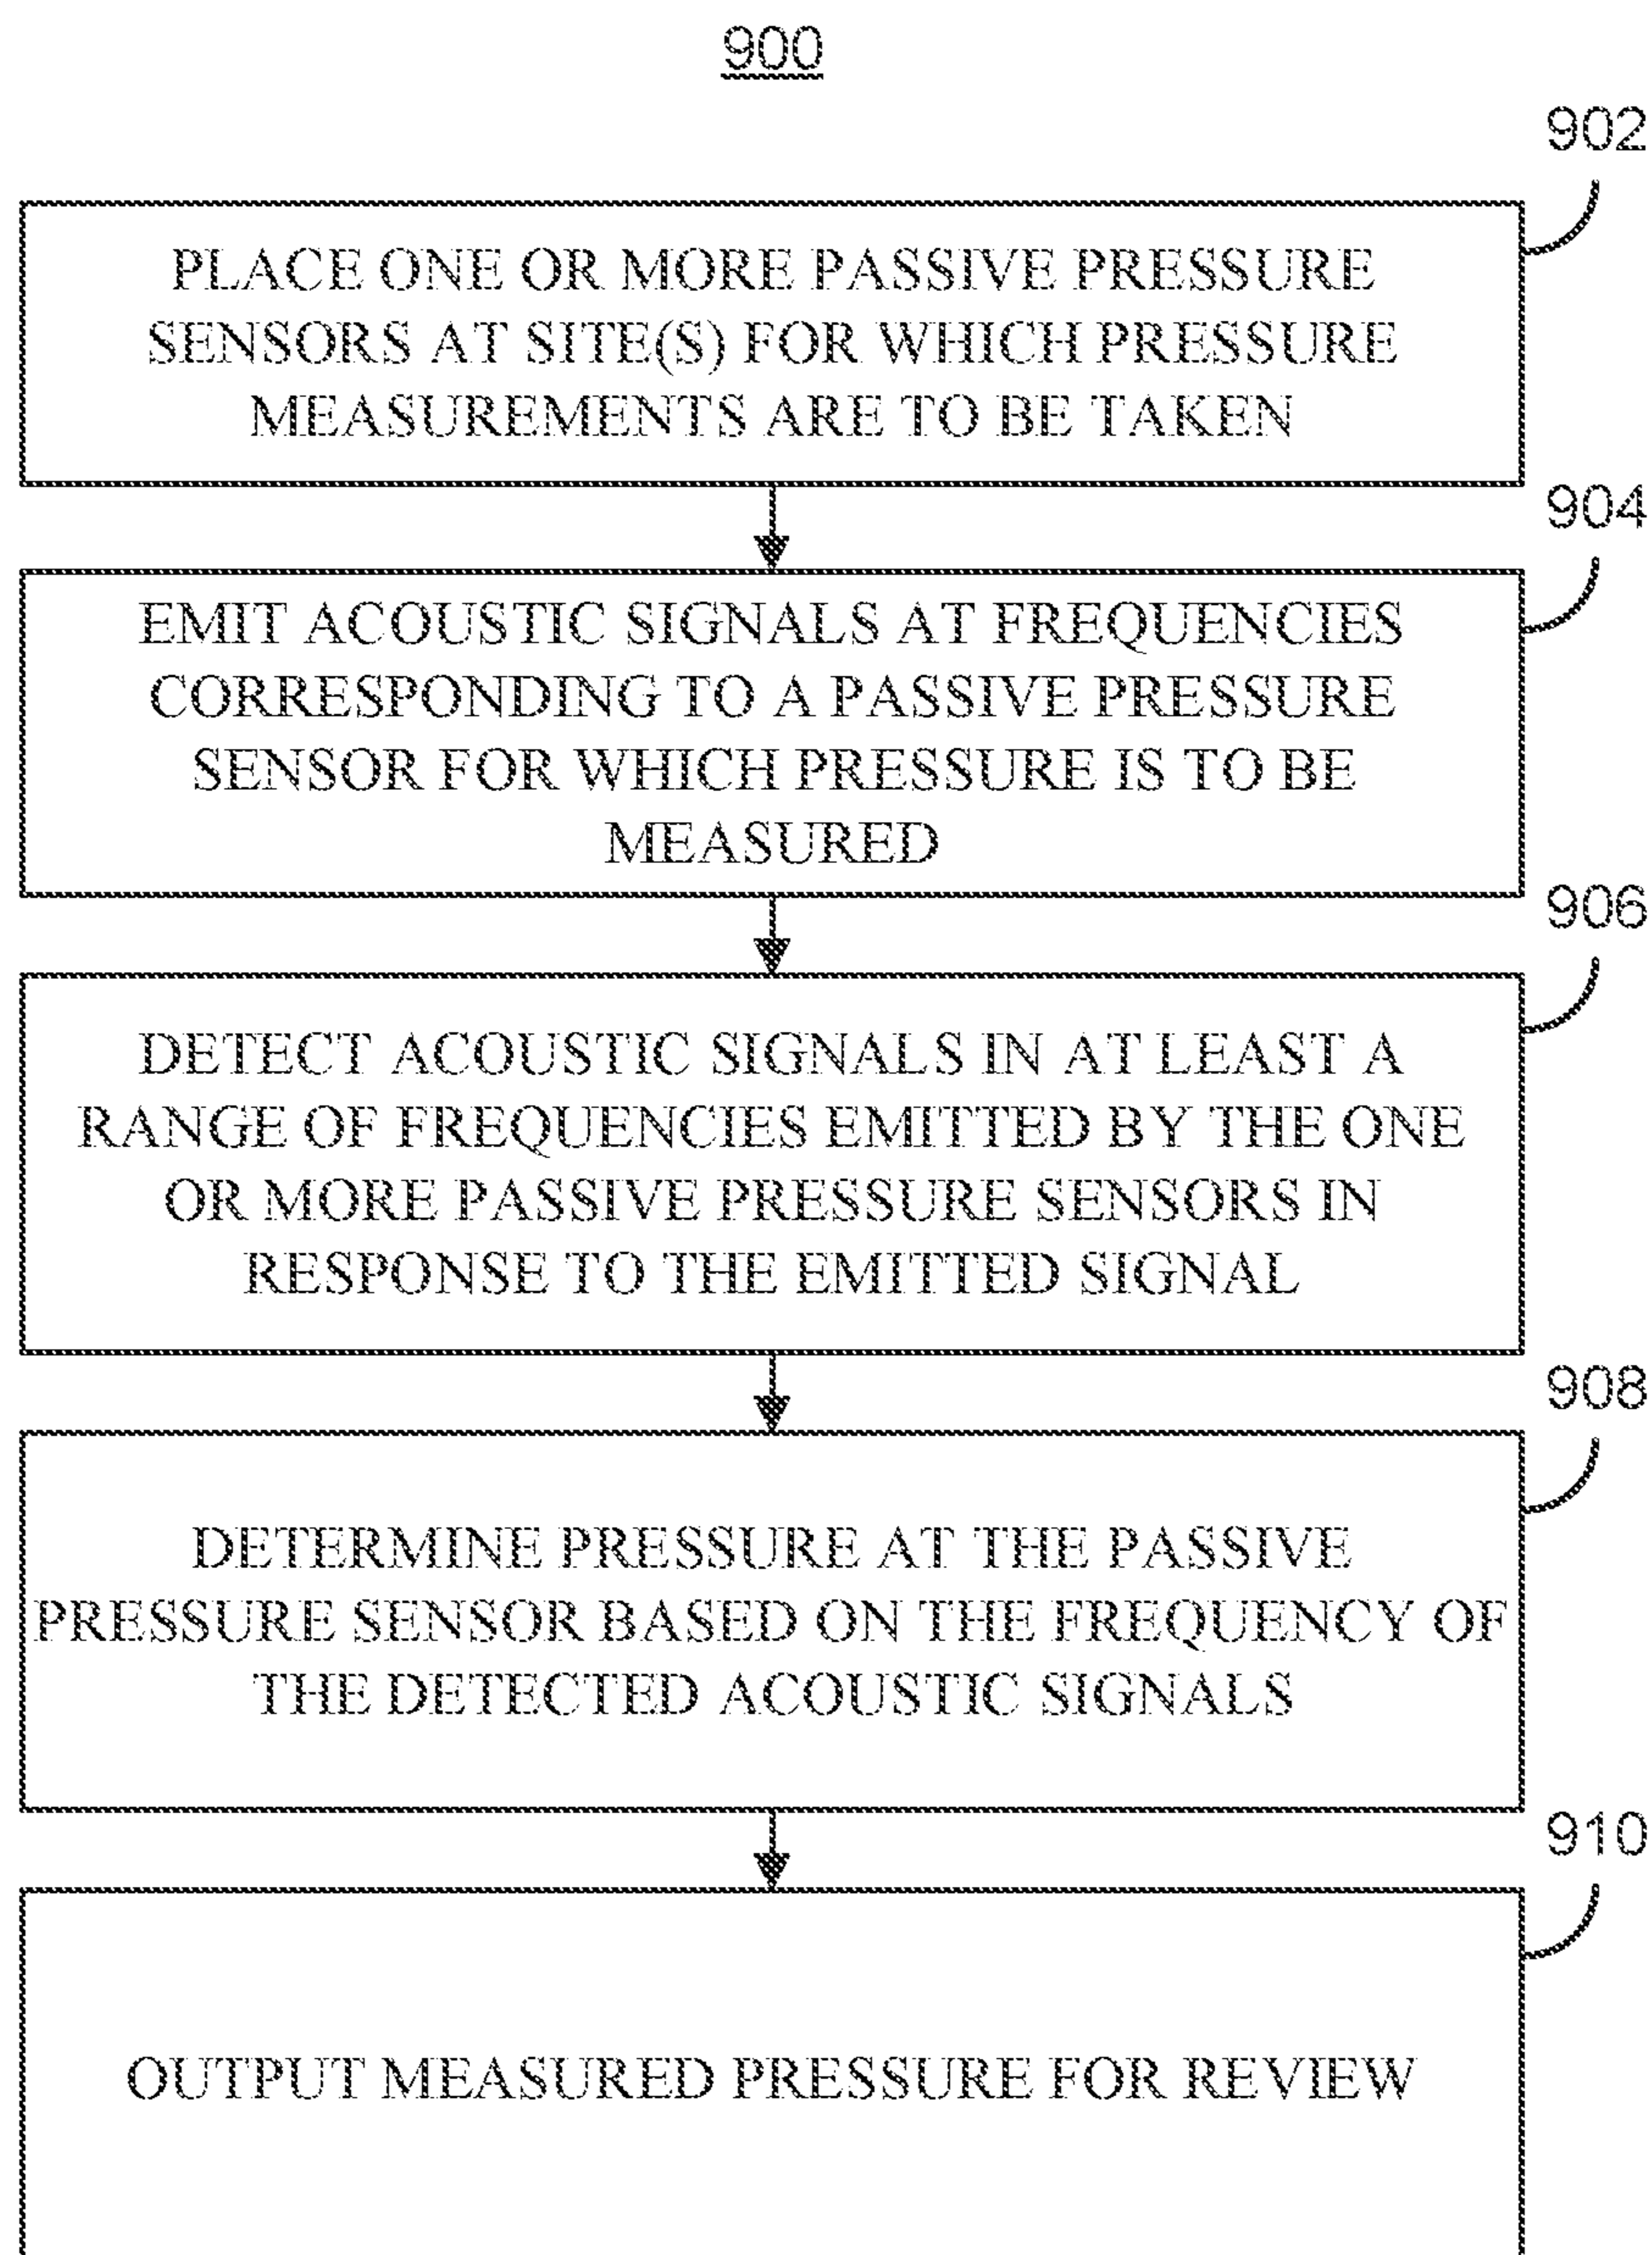 900
902
PLACE ONE OR MORE PASSIVE PRESSURE
SENSORS AT SITE(S) FOR WHICH PRESSURE
MEASUREMENTS ARE TO BE TAKEN
904
EMIT ACOUSTIC SIGNALS AT FREQUENCIES
CORRESPONDING TO A PASSIVE PRESSURE
SENSOR FOR WHICH PRESSURE IS TO BE
MEASURED
906
DETECT ACOUSTIC SIGNALS IN AT LEAST A
RANGE OF FREQUENCIES EMITTED BY THE ONE
OR MORE PASSIVE PRESSURE SENSORS IN
RESPONSE TO THE EMITTED SIGNAL
908
DETERMINE PRESSURE AT THE PASSIVE
PRESSURE SENSOR BASED ON THE FREQUENCY OF
THE DETECTED ACOUSTIC SIGNALS
910
OUTPUT MEASURED PRESSURE FOR REVIEW